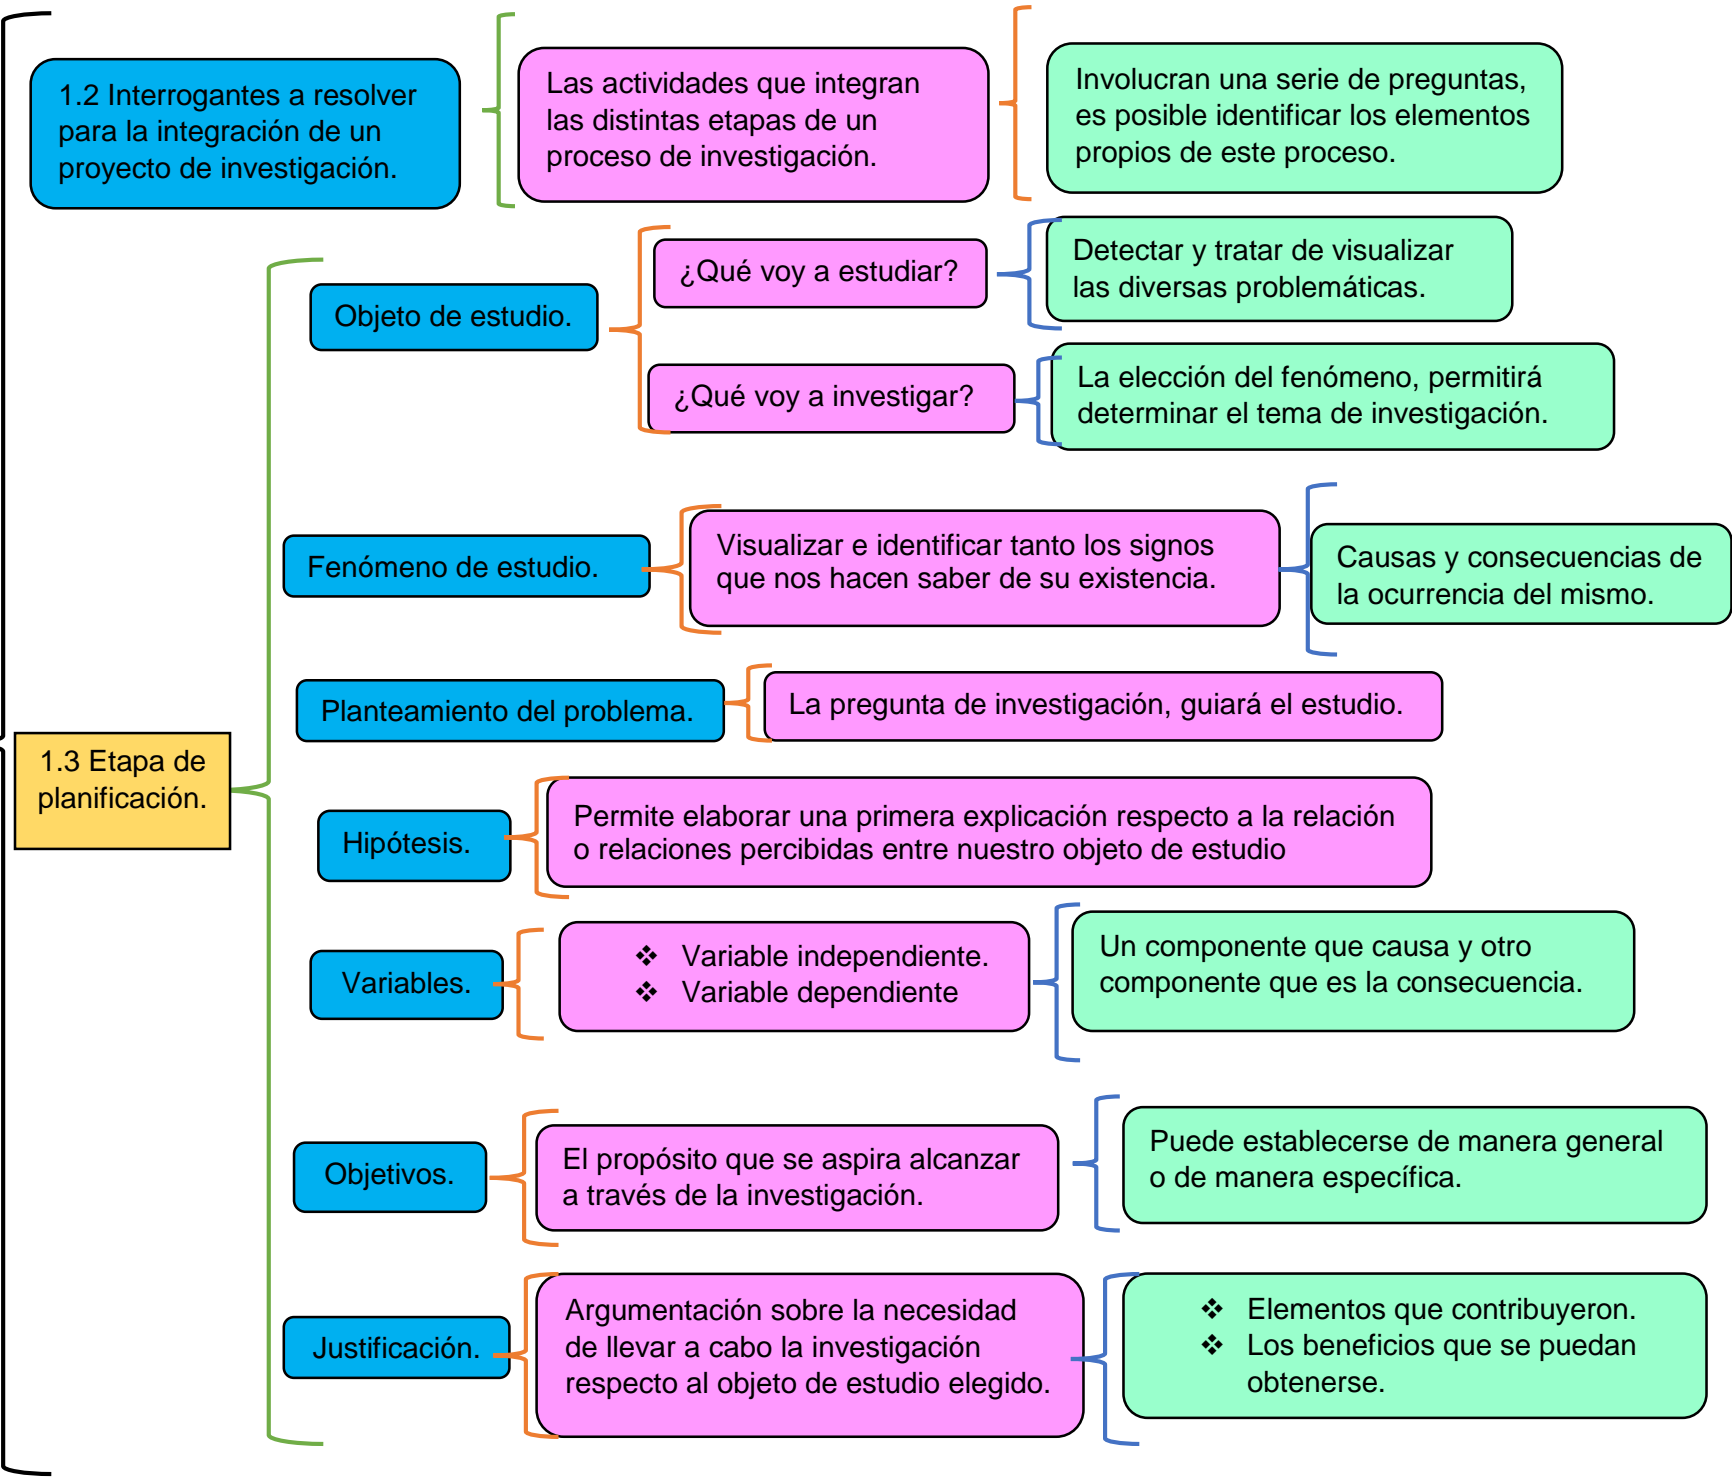 1.2 Interrogantes a resolver
para la integración de un
proyecto de investigación.
Las actividades que integran
las distintas etapas de un
proceso de investigación.
Involucran una serie de preguntas,
es posible identificar los elementos
propios de este proceso.
1.3 Etapa de
planificación.
Objeto de estudio.
¿Qué voy a estudiar?
Detectar y tratar de visualizar
las diversas problemáticas.
¿Qué voy a investigar?
La elección del fenómeno, permitirá
determinar el tema de investigación.
Fenómeno de estudio.
Visualizar e identificar tanto los signos
que nos hacen saber de su existencia.
Causas y consecuencias de
la ocurrencia del mismo.
Planteamiento del problema.
La pregunta de investigación, guiará el estudio.
Hipótesis.
Permite elaborar una primera explicación respecto a la relación
o relaciones percibidas entre nuestro objeto de estudio
Variables.
❖ Variable independiente.
❖ Variable dependiente
Un componente que causa y otro
componente que es la consecuencia.
Objetivos.
El propósito que se aspira alcanzar
a través de la investigación.
Puede establecerse de manera general
o de manera específica.
Justificación.
Argumentación sobre la necesidad
de llevar a cabo la investigación
respecto al objeto de estudio elegido.
❖ Elementos que contribuyeron.
❖ Los beneficios que se puedan
obtenerse.